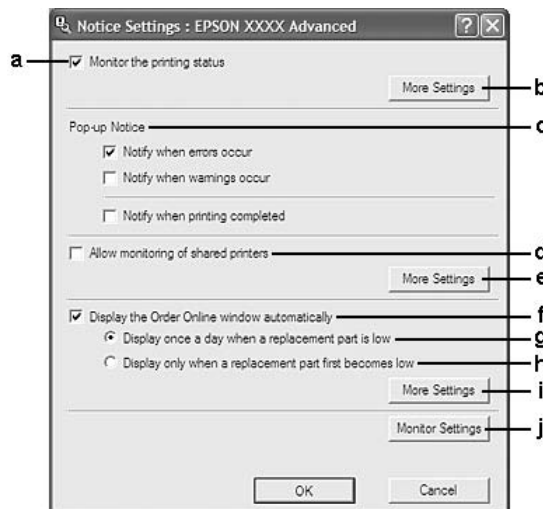 Notice Settings : EPSON XXXX Advanced
a Monitor the printing status
More Settings b
Pop-up Notice c
Notify when errors occur
Notify when warnings occur
Notify when printing completed
Allow monitoring of shared printers d
More Settings e
Display the Order Online window automatically f
Display once a day when a replacement part is low g
Display only when a replacement part first becomes low h
More Settings i
Monitor Settings j
OK Cancel